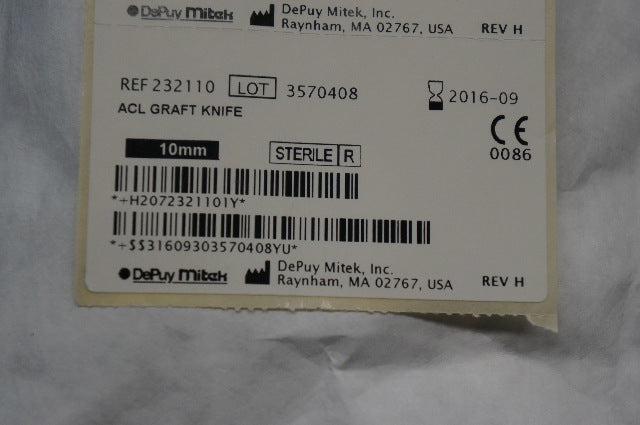 DePuy Mitek DePuy Mitek, Inc.
Raynham, MA 02767, USA REV H
REF 232110 LOT 3570408 2016-09
ACL GRAFT KNIFE
CE
0086
10mm STERILE R
*+H2072321101Y*
*+$$31609303570408YU*
DePuy Mitek DePuy Mitek, Inc.
Raynham, MA 02767, USA REV H